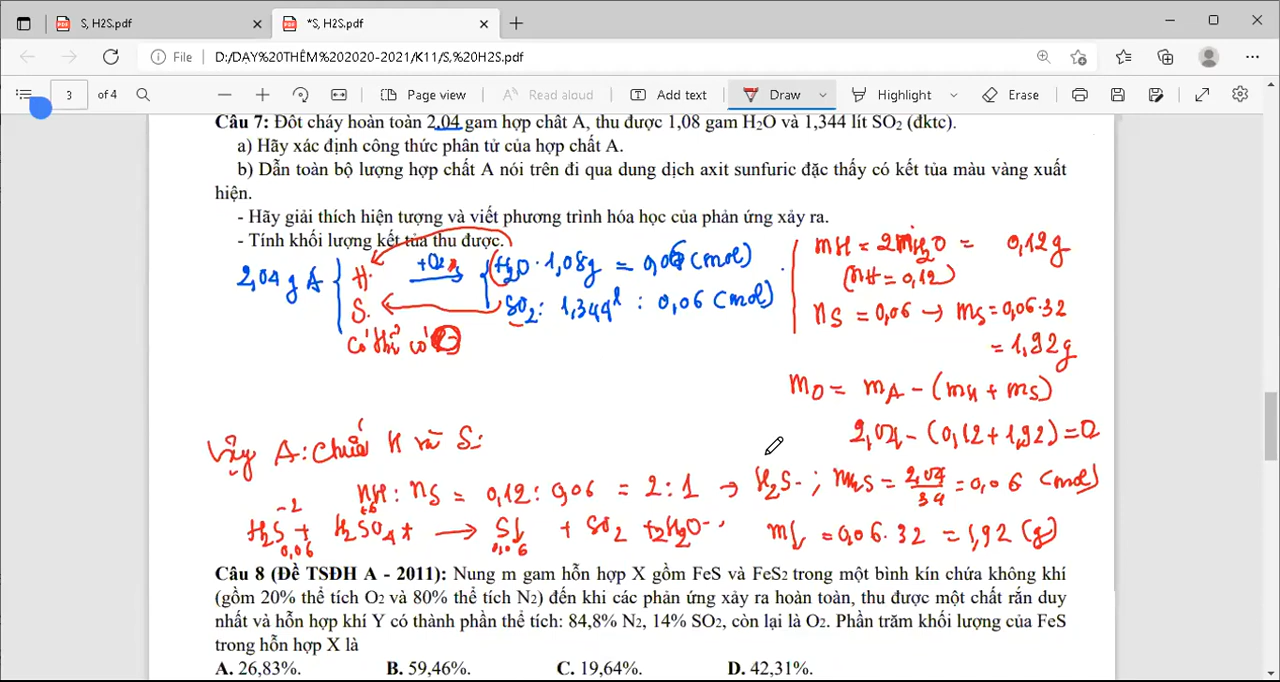 S, H2S.pdf
*S, H2S.pdf
File
D:/DAY%20THÊM%202020-2021/K11/S,%20H2S.pdf
3 of 4
Page view
Read aloud
Add text
Draw
Highlight
Erase
Câu 7: Đốt cháy hoàn toàn 2,04 gam hợp chất A, thu được 1,08 gam H2O và 1,344 lít SO2 (đktc).
a) Hãy xác định công thức phân tử của hợp chất A.
b) Dẫn toàn bộ lượng hợp chất A nói trên đi qua dung dịch axit sunfuric đặc thấy có kết tủa màu vàng xuất
hiện.
- Hãy giải thích hiện tượng và viết phương trình hóa học của phản ứng xảy ra.
- Tính khối lượng kết tủa thu được.
2,04 g A
H.
S.
Có thể có O
+O2
H2O : 1,08g = 0,06 (mol)
SO2 : 1,344 l : 0,06 (mol)
mH = 2nH2O = 0,12g
(nH = 0,12)
nS = 0,06 → mS = 0,06.32
= 1,92g
mO = mA - (mH + mS)
2,04 - (0,12 + 1,92) = 0
Vậy A: Chứa H và S:
nH : nS = 0,12 : 0,06 = 2 : 1 → H2S ; nH2S = 2,04/34 = 0,06 (mol)
-2 +6
H2S + H2SO4 → S↓ + SO2 + 2H2O
0,06 0,06
m↓ = 0,06.32 = 1,92 (g)
Câu 8 (Đề TSĐH A - 2011): Nung m gam hỗn hợp X gồm FeS và FeS2 trong một bình kín chứa không khí
(gồm 20% thể tích O2 và 80% thể tích N2) đến khi các phản ứng xảy ra hoàn toàn, thu được một chất rắn duy
nhất và hỗn hợp khí Y có thành phần thể tích: 84,8% N2, 14% SO2, còn lại là O2. Phần trăm khối lượng của FeS
trong hỗn hợp X là
A. 26,83%. B. 59,46%. C. 19,64%. D. 42,31%.